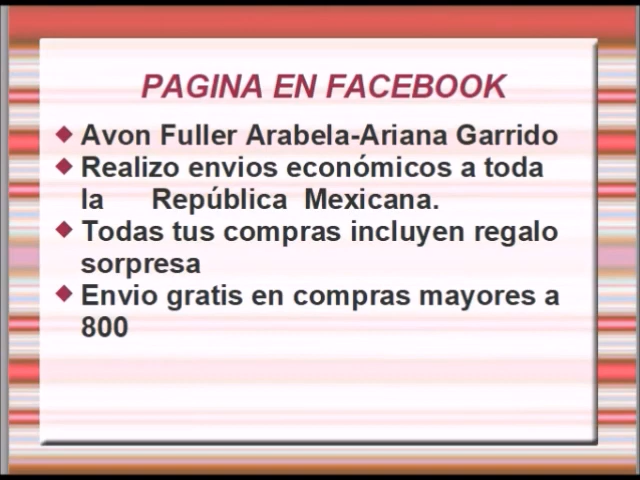 PAGINA EN FACEBOOK
Avon Fuller Arabela-Ariana Garrido
Realizo envios económicos a toda
la República Mexicana.
Todas tus compras incluyen regalo
sorpresa
Envio gratis en compras mayores a
800